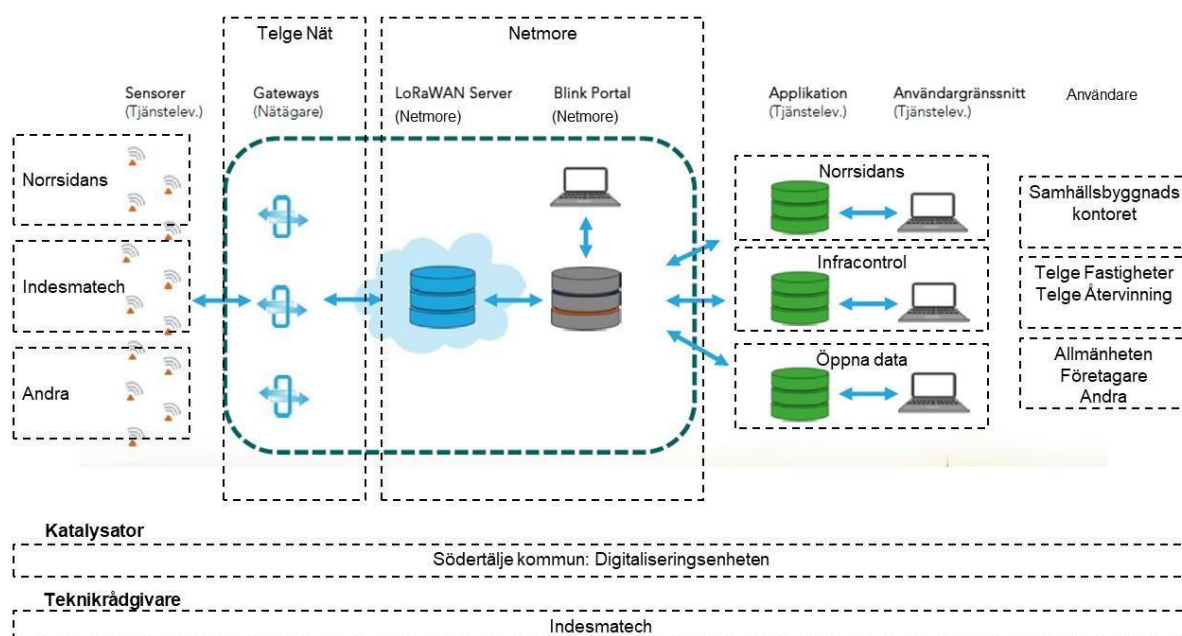 Telge Nät
Netmore
Sensorer
(Tjänstelev.)
Gateways
(Nätägare)
LoRaWAN Server
(Netmore)
Blink Portal
(Netmore)
Applikation
(Tjänstelev.)
Användargränssnitt
(Tjänstelev.)
Användare
Norrsidans
Indesmatech
Andra
Norrsidans
Infracontrol
Öppna data
Samhällsbyggnads
kontoret
Telge Fastigheter
Telge Återvinning
Allmänheten
Företagare
Andra
Katalysator
Södertälje kommun: Digitaliseringsenheten
Teknikrådgivare
Indesmatech